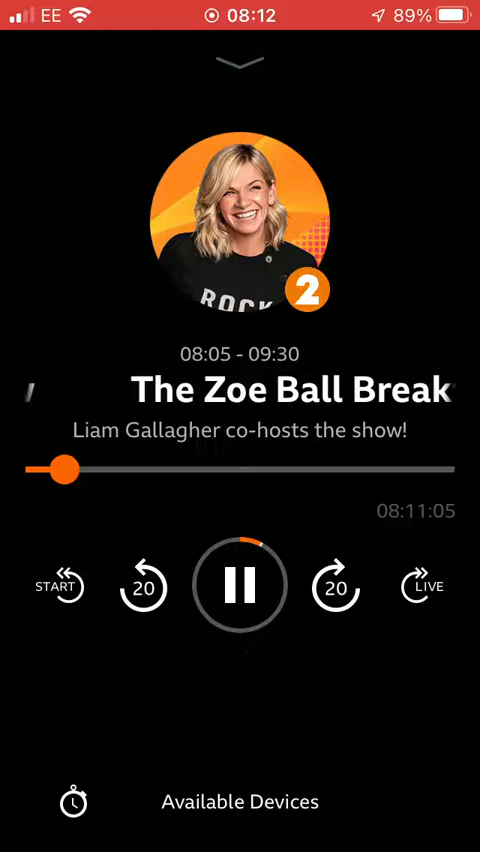 EE 08:12 89%
ROCK
2
08:05 - 09:30
The Zoe Ball Break
Liam Gallagher co-hosts the show!
08:11:05
START 20 20 LIVE
Available Devices